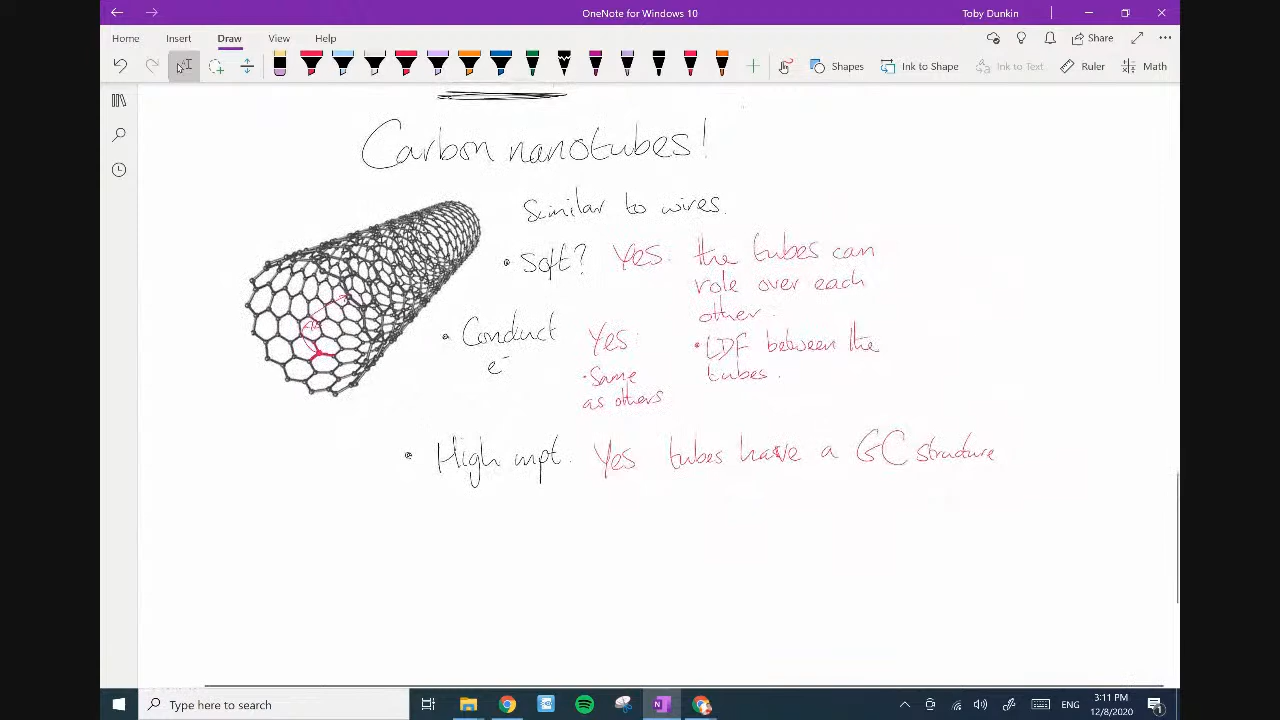 OneNote for Windows 10
Toby Dunkin
Home
Insert
Draw
View
Help
Share
Shapes
Ink to Shape
Ink to Text
Ruler
Math
Carbon nanotubes!
Similar to wires.
• Soft? Yes. the tubes can
role over each
other.
• Conduct Yes. • LDF between the
e⁻ • Same tubes.
as others
• High mpt. Yes tubes have a GC structure
Type here to search
ENG
3:11 PM
12/8/2020
1